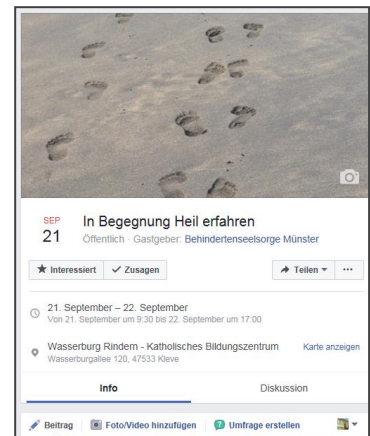 SEP
21
In Begegnung Heil erfahren
Öffentlich · Gastgeber: Behindertenseelsorge Münster
Interessiert
Zusagen
Teilen
21. September – 22. September
Von 21. September um 9:30 bis 22. September um 17:00
Wasserburg Rindern - Katholisches Bildungszentrum
Karte anzeigen
Wasserburgallee 120, 47533 Kleve
Info
Diskussion
Beitrag
Foto/Video hinzufügen
Umfrage erstellen